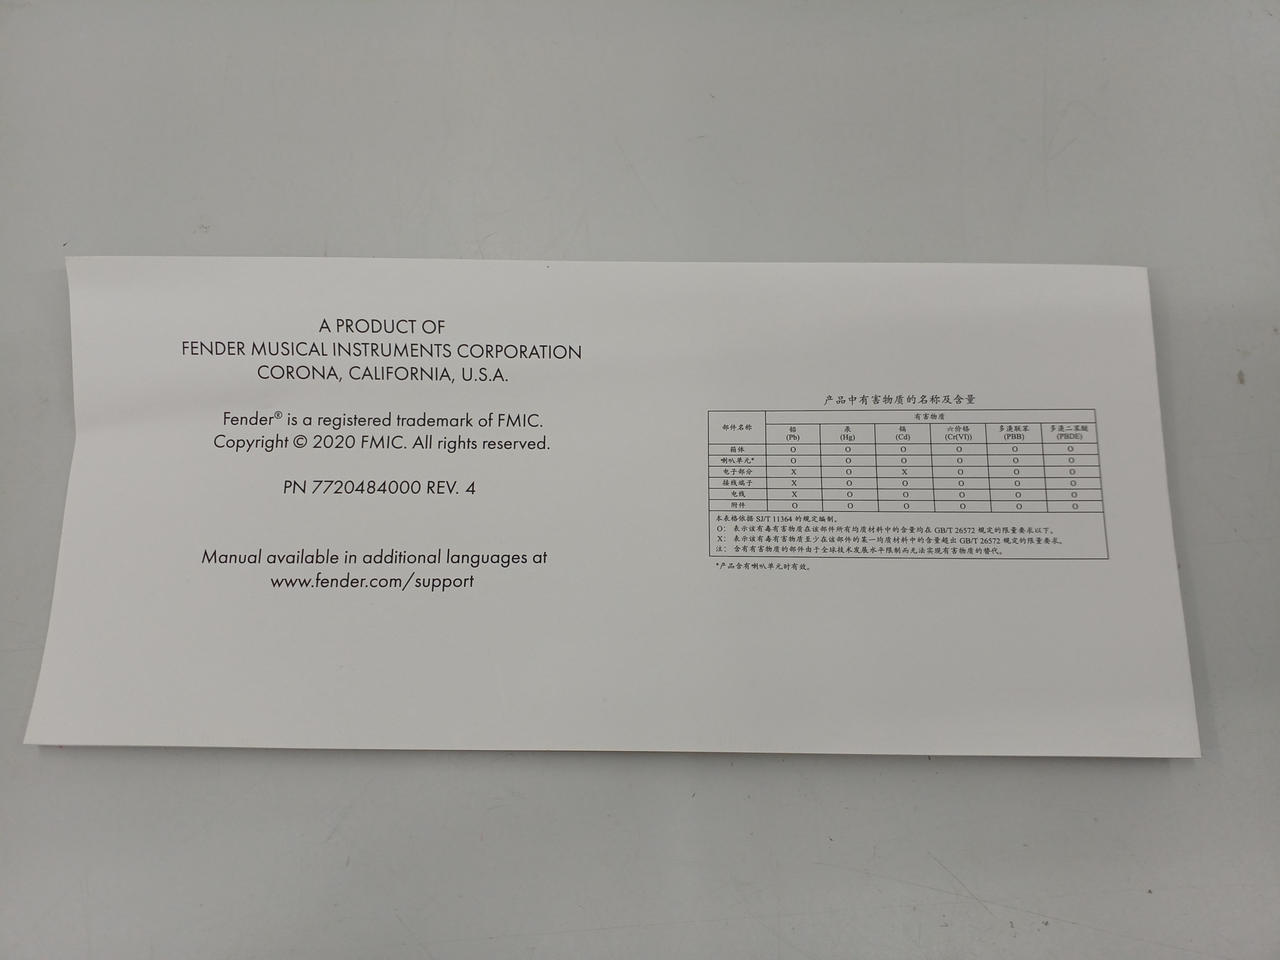 A PRODUCT OF
FENDER MUSICAL INSTRUMENTS CORPORATION
CORONA, CALIFORNIA, U.S.A.
Fender® is a registered trademark of FMIC.
Copyright © 2020 FMIC. All rights reserved.
PN 7720484000 REV. 4
Manual available in additional languages at
www.fender.com/support
产品中有害物质的名称及含量
部件名称 有害物质
铅 汞 镉 六价铬 多溴联苯 多溴二苯醚
(Pb) (Hg) (Cd) (Cr(VI)) (PBB) (PBDE)
箱体 O O O O O O
喇叭单元* O O O O O O
电子部分 X O X O O O
接线端子 X O O O O O
电线 X O O O O O
附件 O O O O O O
本表格依据 SJ/T 11364 的规定编制。
O: 表示该有毒有害物质在该部件所有均质材料中的含量均在 GB/T 26572 规定的限量要求以下。
X: 表示该有毒有害物质至少在该部件的某一均质材料中的含量超出 GB/T 26572 规定的限量要求。
注: 含有有害物质的部件由于全球技术发展水平限制而无法实现有害物质的替代。
*产品含有喇叭单元时有效。